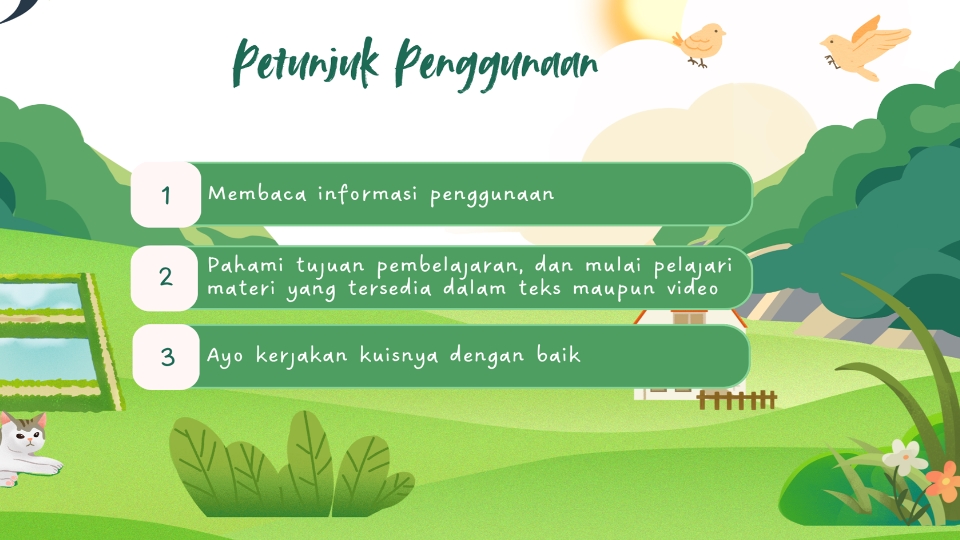 Petunjuk Penggunaan
1
Membaca informasi penggunaan
2
Pahami tujuan pembelajaran, dan mulai pelajari
materi yang tersedia dalam teks maupun video
3
Ayo kerjakan kuisnya dengan baik